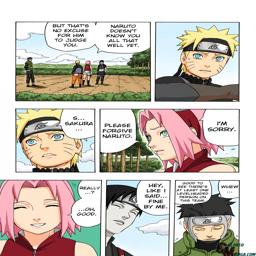 NARUTO
DOESN'T
KNOW YOU
ALL THAT
WELL YET.
BUT
THAT'S NO
EXCUSE
FOR HIM
TO JUDGE
YOU.
I'M
SORRY.
PLEASE
FORGIVE
NARUTO.
S...
SAKURA...
WHEW...
GOOD TO
SEE THERE'S
AT LEAST ONE
LEVELHEADED
PERSON ON
THIS TEAM
HEY,
LIKE I
SAID...
FINE BY
ME.
REALLY
...?
...OH,
GOOD.